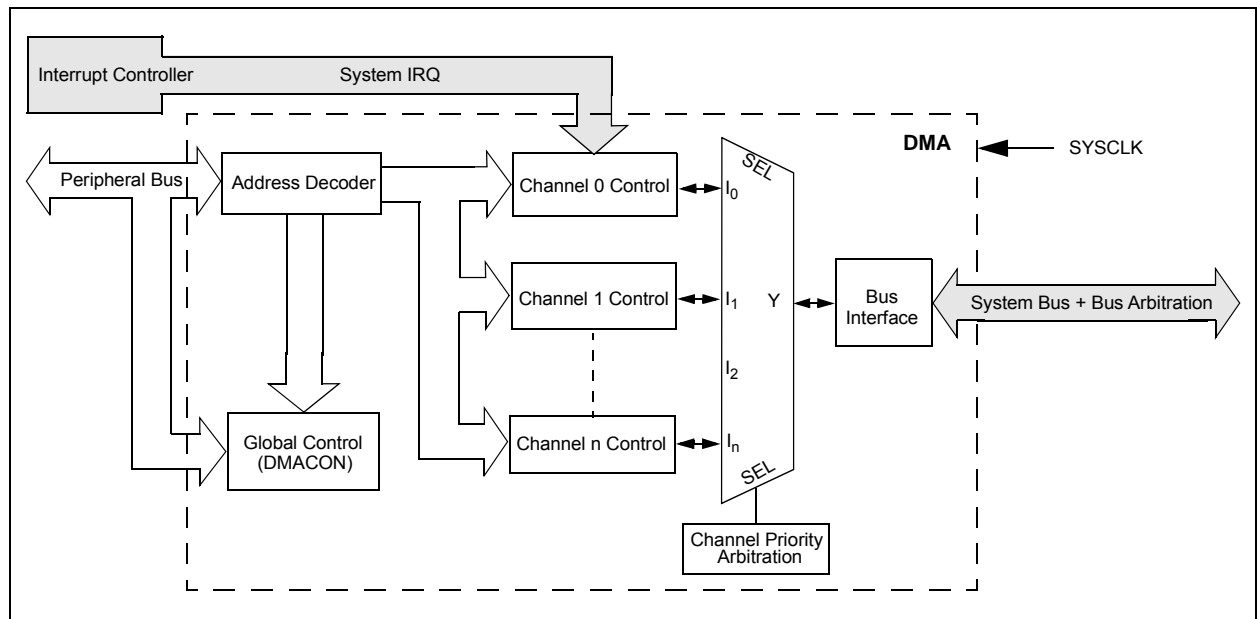 Interrupt Controller
System IRQ
DMA
SYSCLK
Peripheral Bus
Address Decoder
Channel 0 Control
SEL
I0
Channel 1 Control
I1
Y
Bus
Interface
System Bus + Bus Arbitration
I2
Global Control
(DMACON)
Channel n Control
In
SEL
Channel Priority
Arbitration